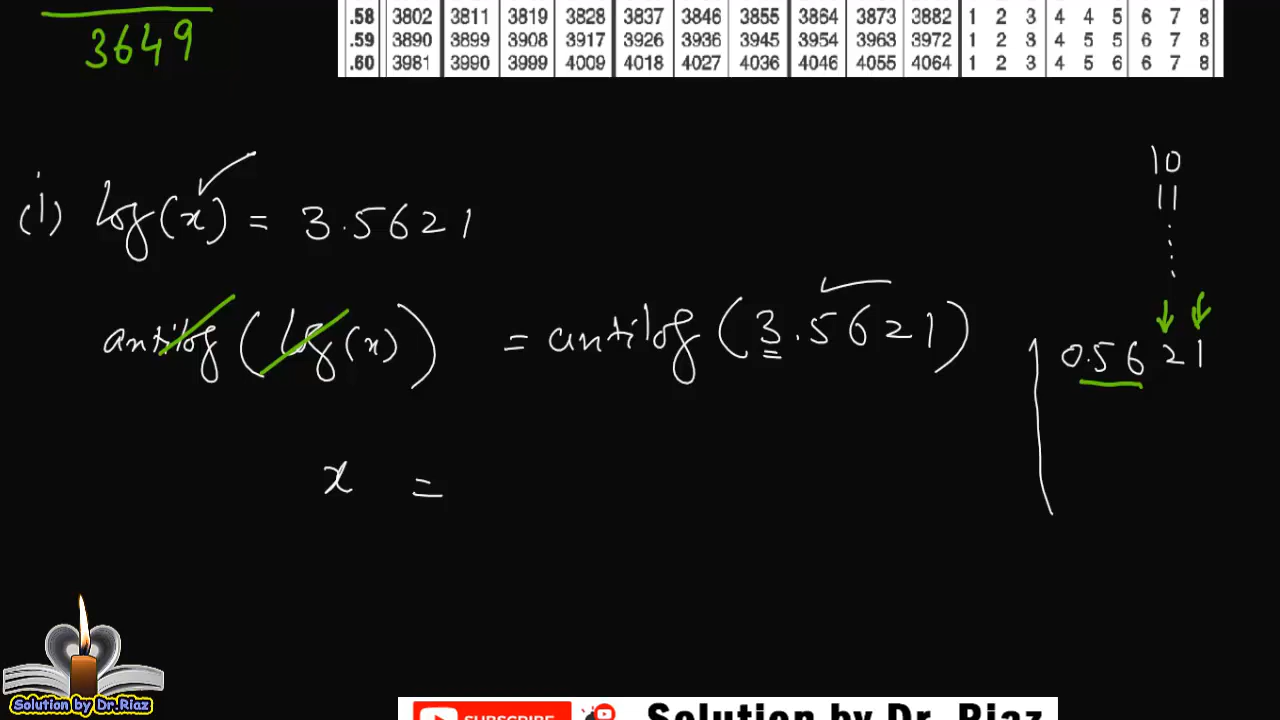 3649
.58 3802 3811 3819 3828 3837 3846 3855 3864 3873 3882 1 2 3 4 4 5 6 7 8
.59 3890 3899 3908 3917 3926 3936 3945 3954 3963 3972 1 2 3 4 5 5 6 7 8
.60 3981 3990 3999 4009 4018 4027 4036 4046 4055 4064 1 2 3 4 5 6 6 7 8
10
11
(i) log(x) = 3.5621
antilog(log(x)) = antilog(3.5621)
0.5621
x =
Solution by Dr.Riaz
SUBSCRIBE Solution by Dr. Riaz